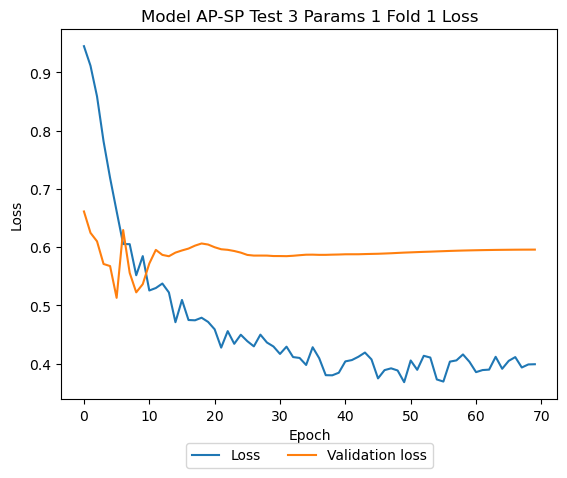 Model AP-SP Test 3 Params 1 Fold 1 Loss
0.9
0.8
0.7
0.6
0.5
0.4
Loss
0 10 20 30 40 50 60 70
Epoch
Loss Validation loss